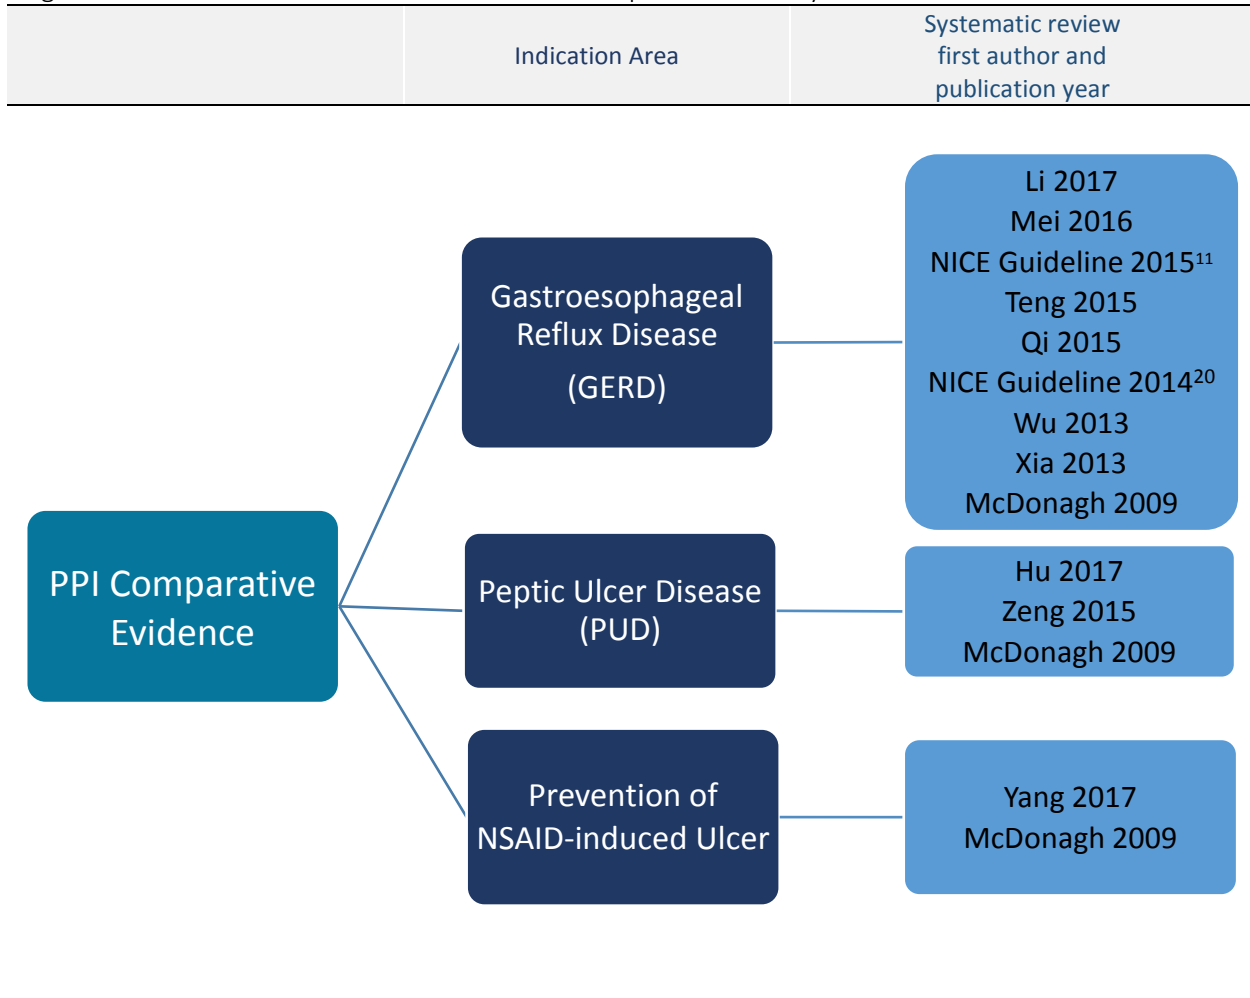 Indication Area
Systematic review
first author and
publication year
PPI Comparative
Evidence
Gastroesophageal
Reflux Disease
(GERD)
Li 2017
Mei 2016
NICE Guideline 2015¹¹
Teng 2015
Qi 2015
NICE Guideline 2014²⁰
Wu 2013
Xia 2013
McDonagh 2009
Peptic Ulcer Disease
(PUD)
Hu 2017
Zeng 2015
McDonagh 2009
Prevention of
NSAID-induced Ulcer
Yang 2017
McDonagh 2009